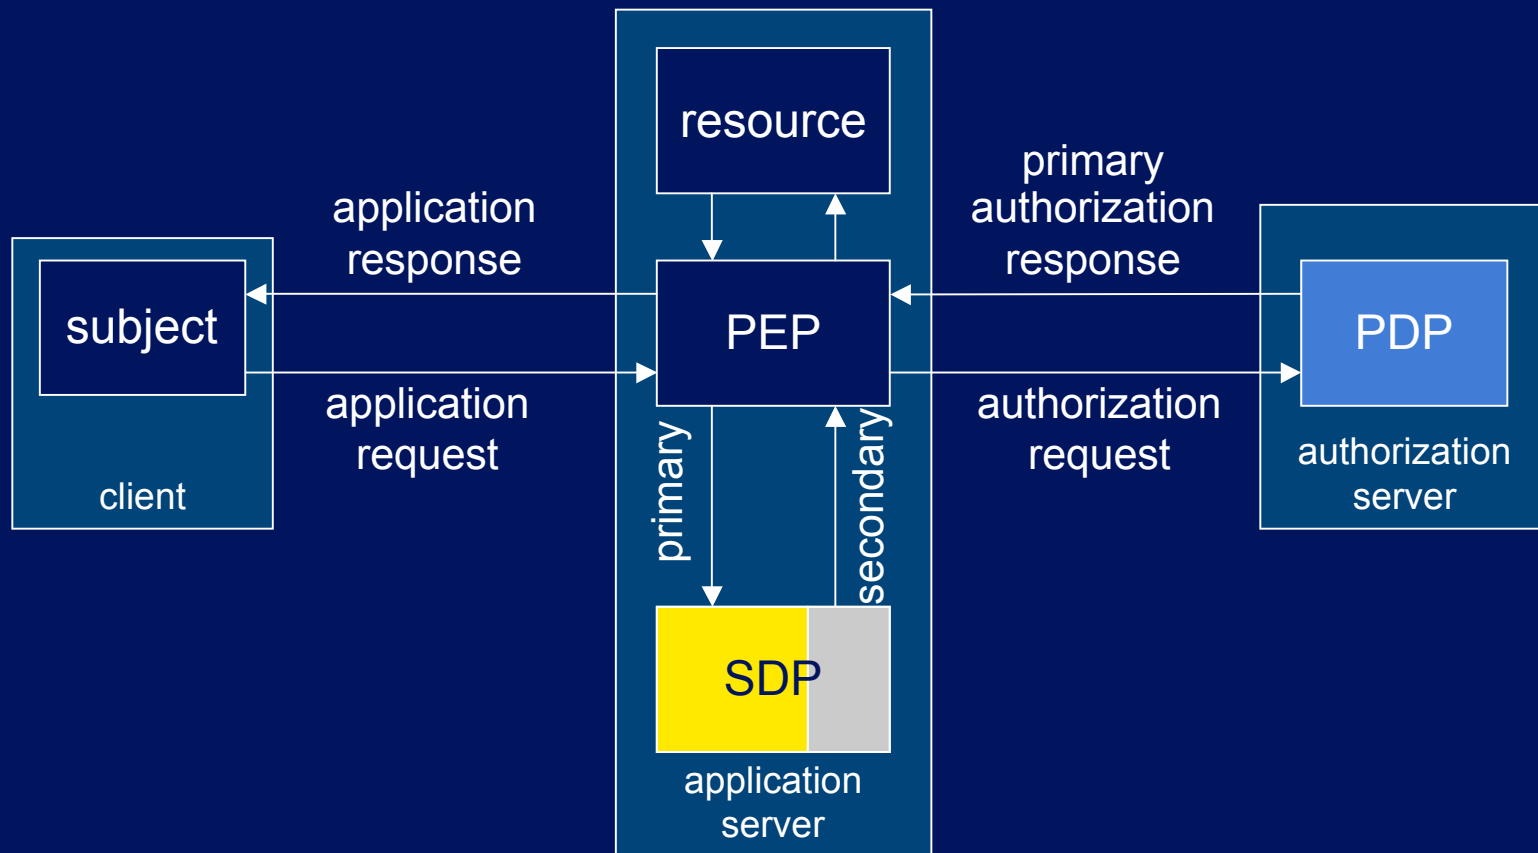 resource
primary
authorization
response
application
response
subject
PEP
PDP
application
request
authorization
request
client
authorization
server
primary
secondary
SDP
application
server